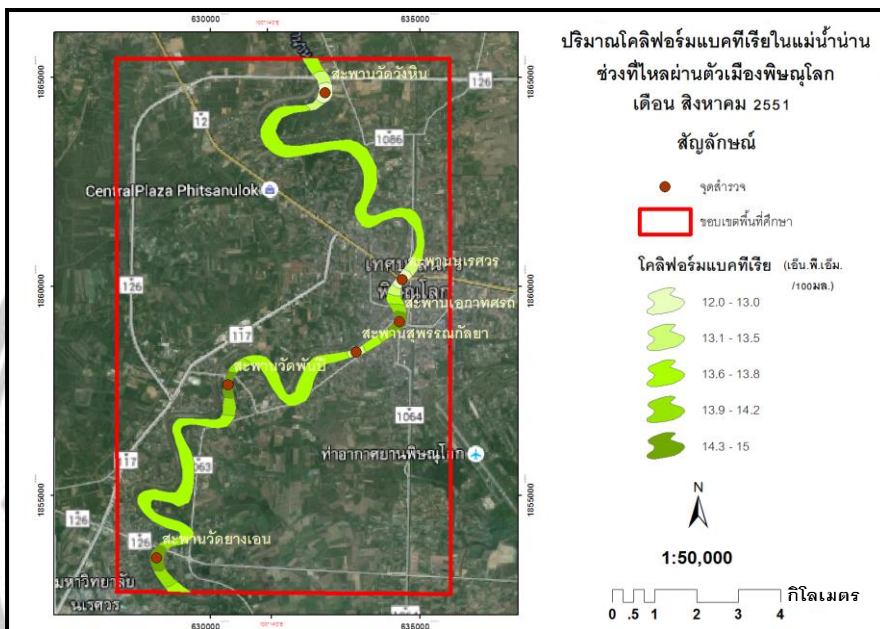 630000
635000
ปริมาณโคลิฟอร์มแบคทีเรียในแม่น้ำน่าน
ช่วงที่ไหลผ่านตัวเมืองพิษณุโลก
เดือน สิงหาคม 2551
สัญลักษณ์
จุดสำรวจ
ขอบเขตพื้นที่ศึกษา
โคลิฟอร์มแบคทีเรีย (เอ็น.พี.เอ็ม.
/100มล.)
12.0 - 13.0
13.1 - 13.5
13.6 - 13.8
13.9 - 14.2
14.3 - 15
N
1:50,000
กิโลเมตร
0 .5 1 2 3 4
1865000
1865000
สะพานวัดวังหิน
126
12
1086
CentralPlaza Phitsanulok
สะพานนเรศวร
เทศบาลนคร
พิษณุโลก
1860000
1860000
126
สะพานเอกาทศรถ
117
สะพานสุพรรณกัลยา
สะพานวัดพันปี
1064
ท่าอากาศยานพิษณุโลก
117
063
1855000
1855000
126
126
สะพานวัดยางเอน
มหาวิทยาลัย
นเรศวร
630000
635000